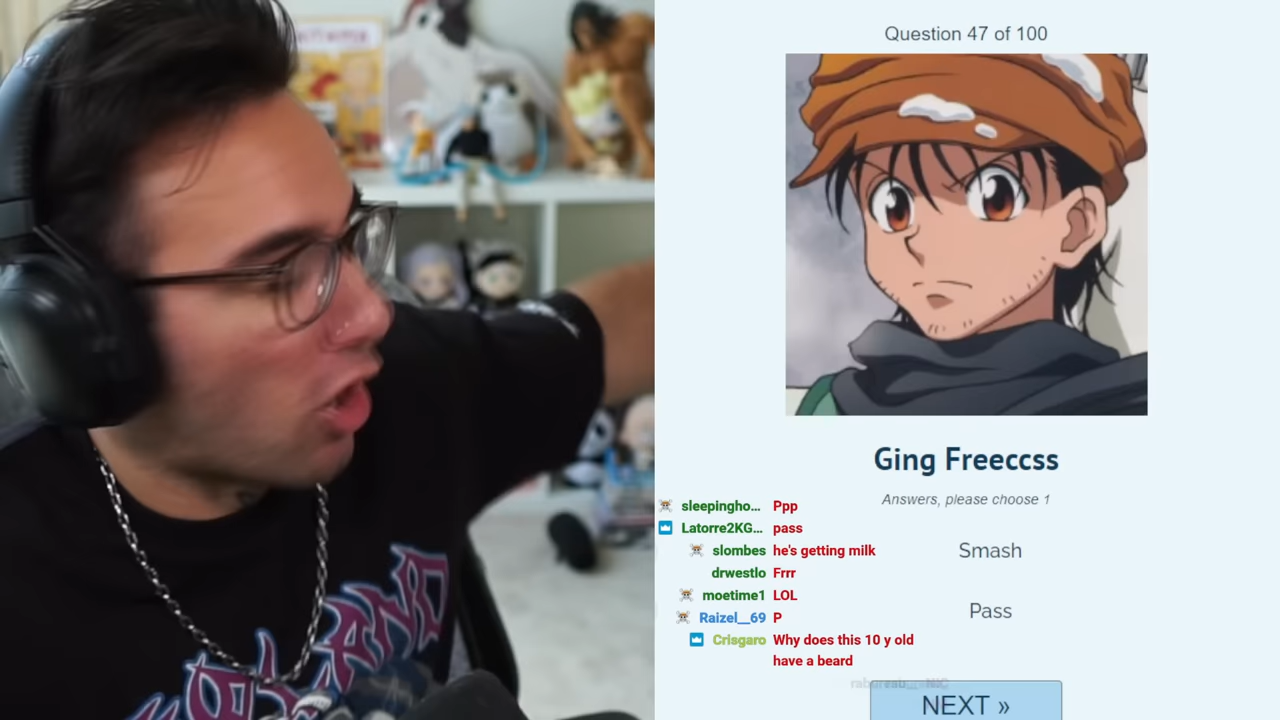 Question 47 of 100
Ging Freeccss
Answers, please choose 1
sleepingho... Ppp
Latorre2KG... pass
slombes he's getting milk
drwestlo Frrr
moetime1 LOL
Raizel__69 P
Crisgaro Why does this 10 y old
have a beard
Smash
Pass
NEXT »